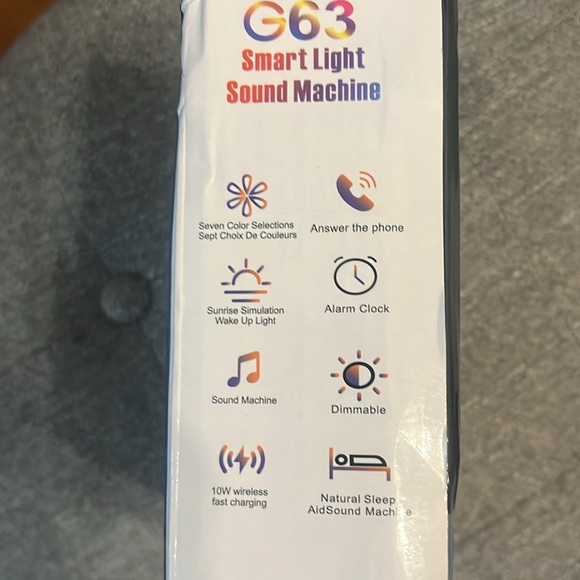 G63
Smart Light
Sound Machine
Seven Color Selections
Sept Choix De Couleurs
Answer the phone
Sunrise Simulation
Wake Up Light
Alarm Clock
Sound Machine
Dimmable
10W wireless
fast charging
Natural Sleep
AidSound Machine